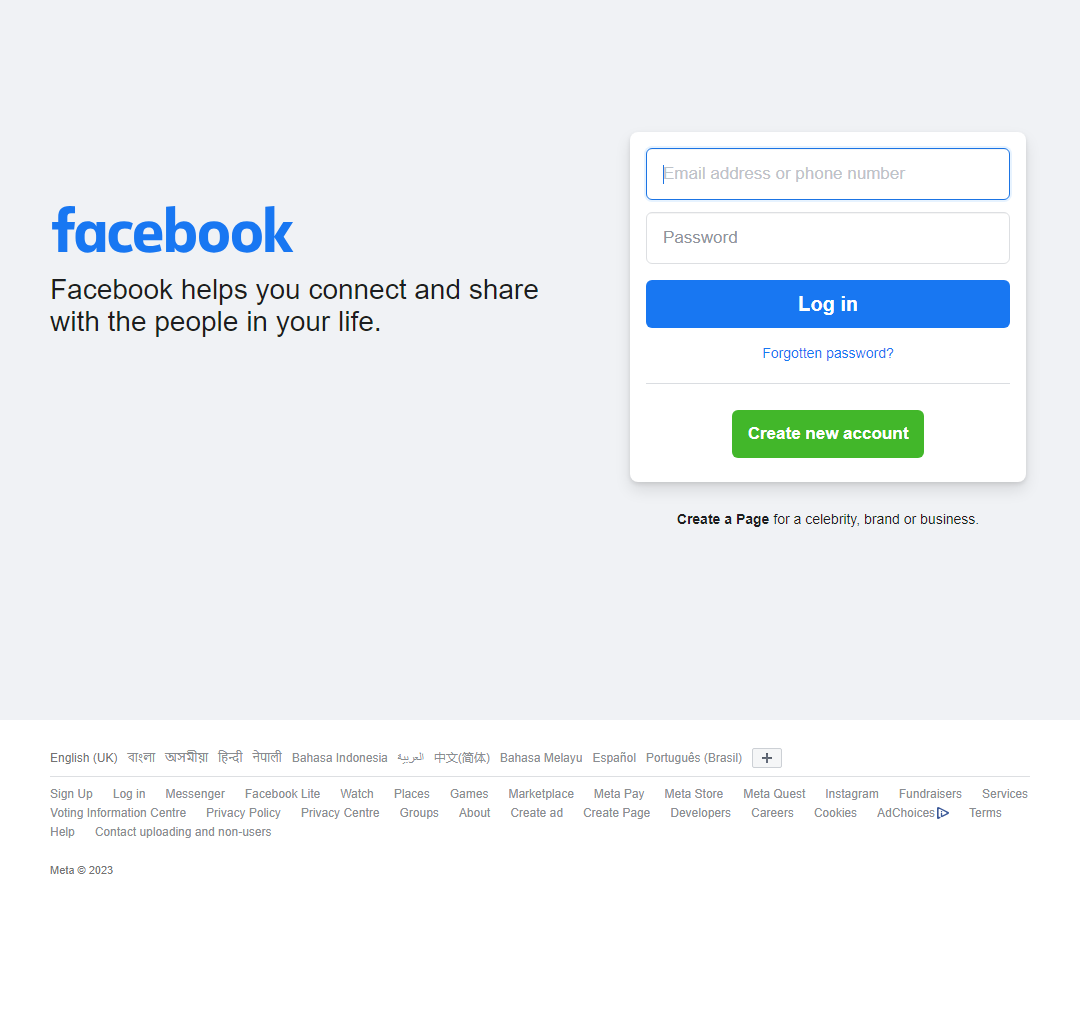 facebook
Facebook helps you connect and share
with the people in your life.
Email address or phone number
Password
Log in
Forgotten password?
Create new account
Create a Page for a celebrity, brand or business.
English (UK) বাংলা অসমীয়া हिन्दी नेपाली Bahasa Indonesia العربية 中文(简体) Bahasa Melayu Español Português (Brasil)
Sign Up Log in Messenger Facebook Lite Watch Places Games Marketplace Meta Pay Meta Store Meta Quest Instagram Fundraisers Services
Voting Information Centre Privacy Policy Privacy Centre Groups About Create ad Create Page Developers Careers Cookies AdChoices Terms
Help Contact uploading and non-users
Meta © 2023